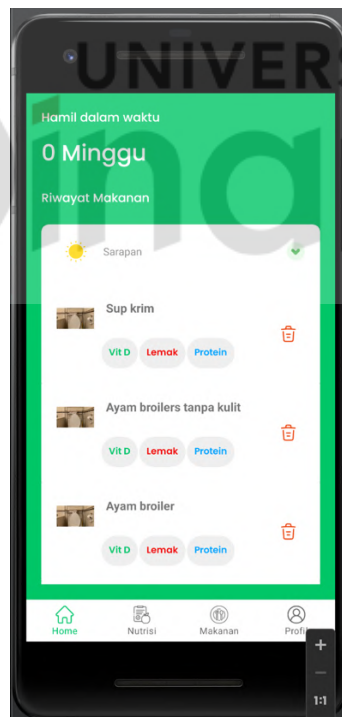 UNIVERS
Hamil dalam waktu
0 Minggu
Riwayat Makanan
Sarapan
Sup krim
Vit D Lemak Protein
Ayam broilers tanpa kulit
Vit D Lemak Protein
Ayam broiler
Vit D Lemak Protein
Home Nutrisi Makanan Profil
+
−
1:1